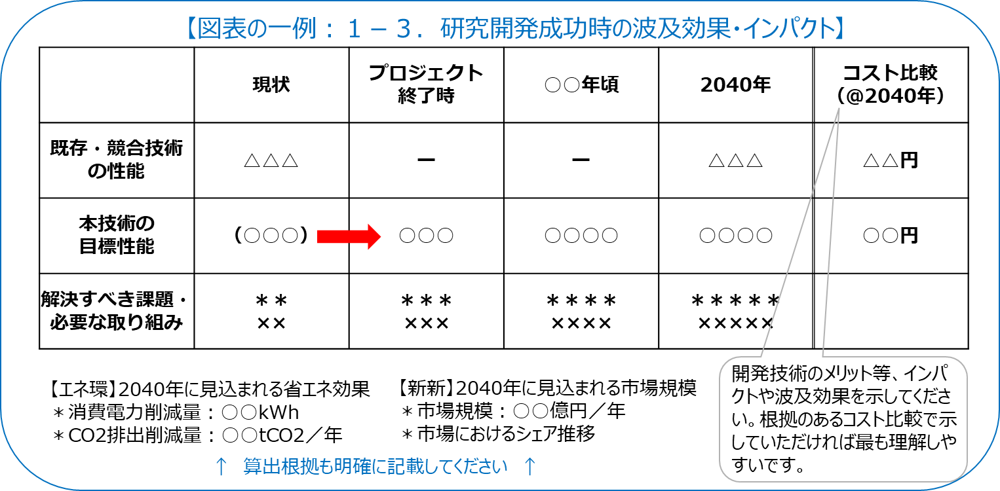 【図表の一例：１－３．研究開発成功時の波及効果・インパクト】
現状
プロジェクト
終了時
○○年頃
2040年
コスト比較
（@2040年）
既存・競合技術
の性能
△△△
ー
ー
△△△
△△円
本技術の
目標性能
（○○○）
○○○
○○○○
○○○○
○○円
解決すべき課題・
必要な取り組み
＊＊
××
＊＊＊
×××
＊＊＊＊
××××
＊＊＊＊＊
×××××
【エネ環】2040年に見込まれる省エネ効果
＊消費電力削減量：○○kWh
＊CO2排出削減量：○○tCO2／年
【新新】2040年に見込まれる市場規模
＊市場規模：○○億円／年
＊市場におけるシェア推移
↑　算出根拠も明確に記載してください　↑
開発技術のメリット等、インパ
クトや波及効果を示してくださ
い。根拠のあるコスト比較で示
していただければ最も理解しや
すいです。